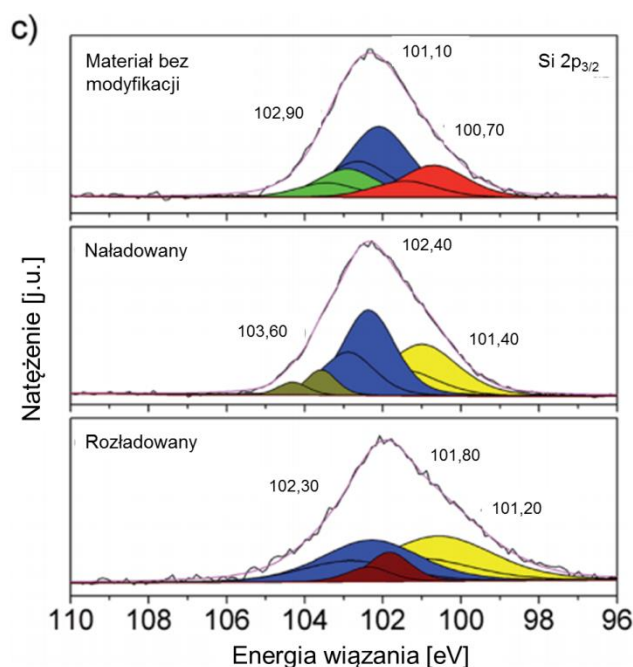 c)
Materiał bez
modyfikacji
101,10
Si 2p3/2
102,90
100,70
Naładowany
102,40
103,60
101,40
Rozładowany
101,80
102,30
101,20
Natężenie [j.u.]
110 108 106 104 102 100 98 96
Energia wiązania [eV]